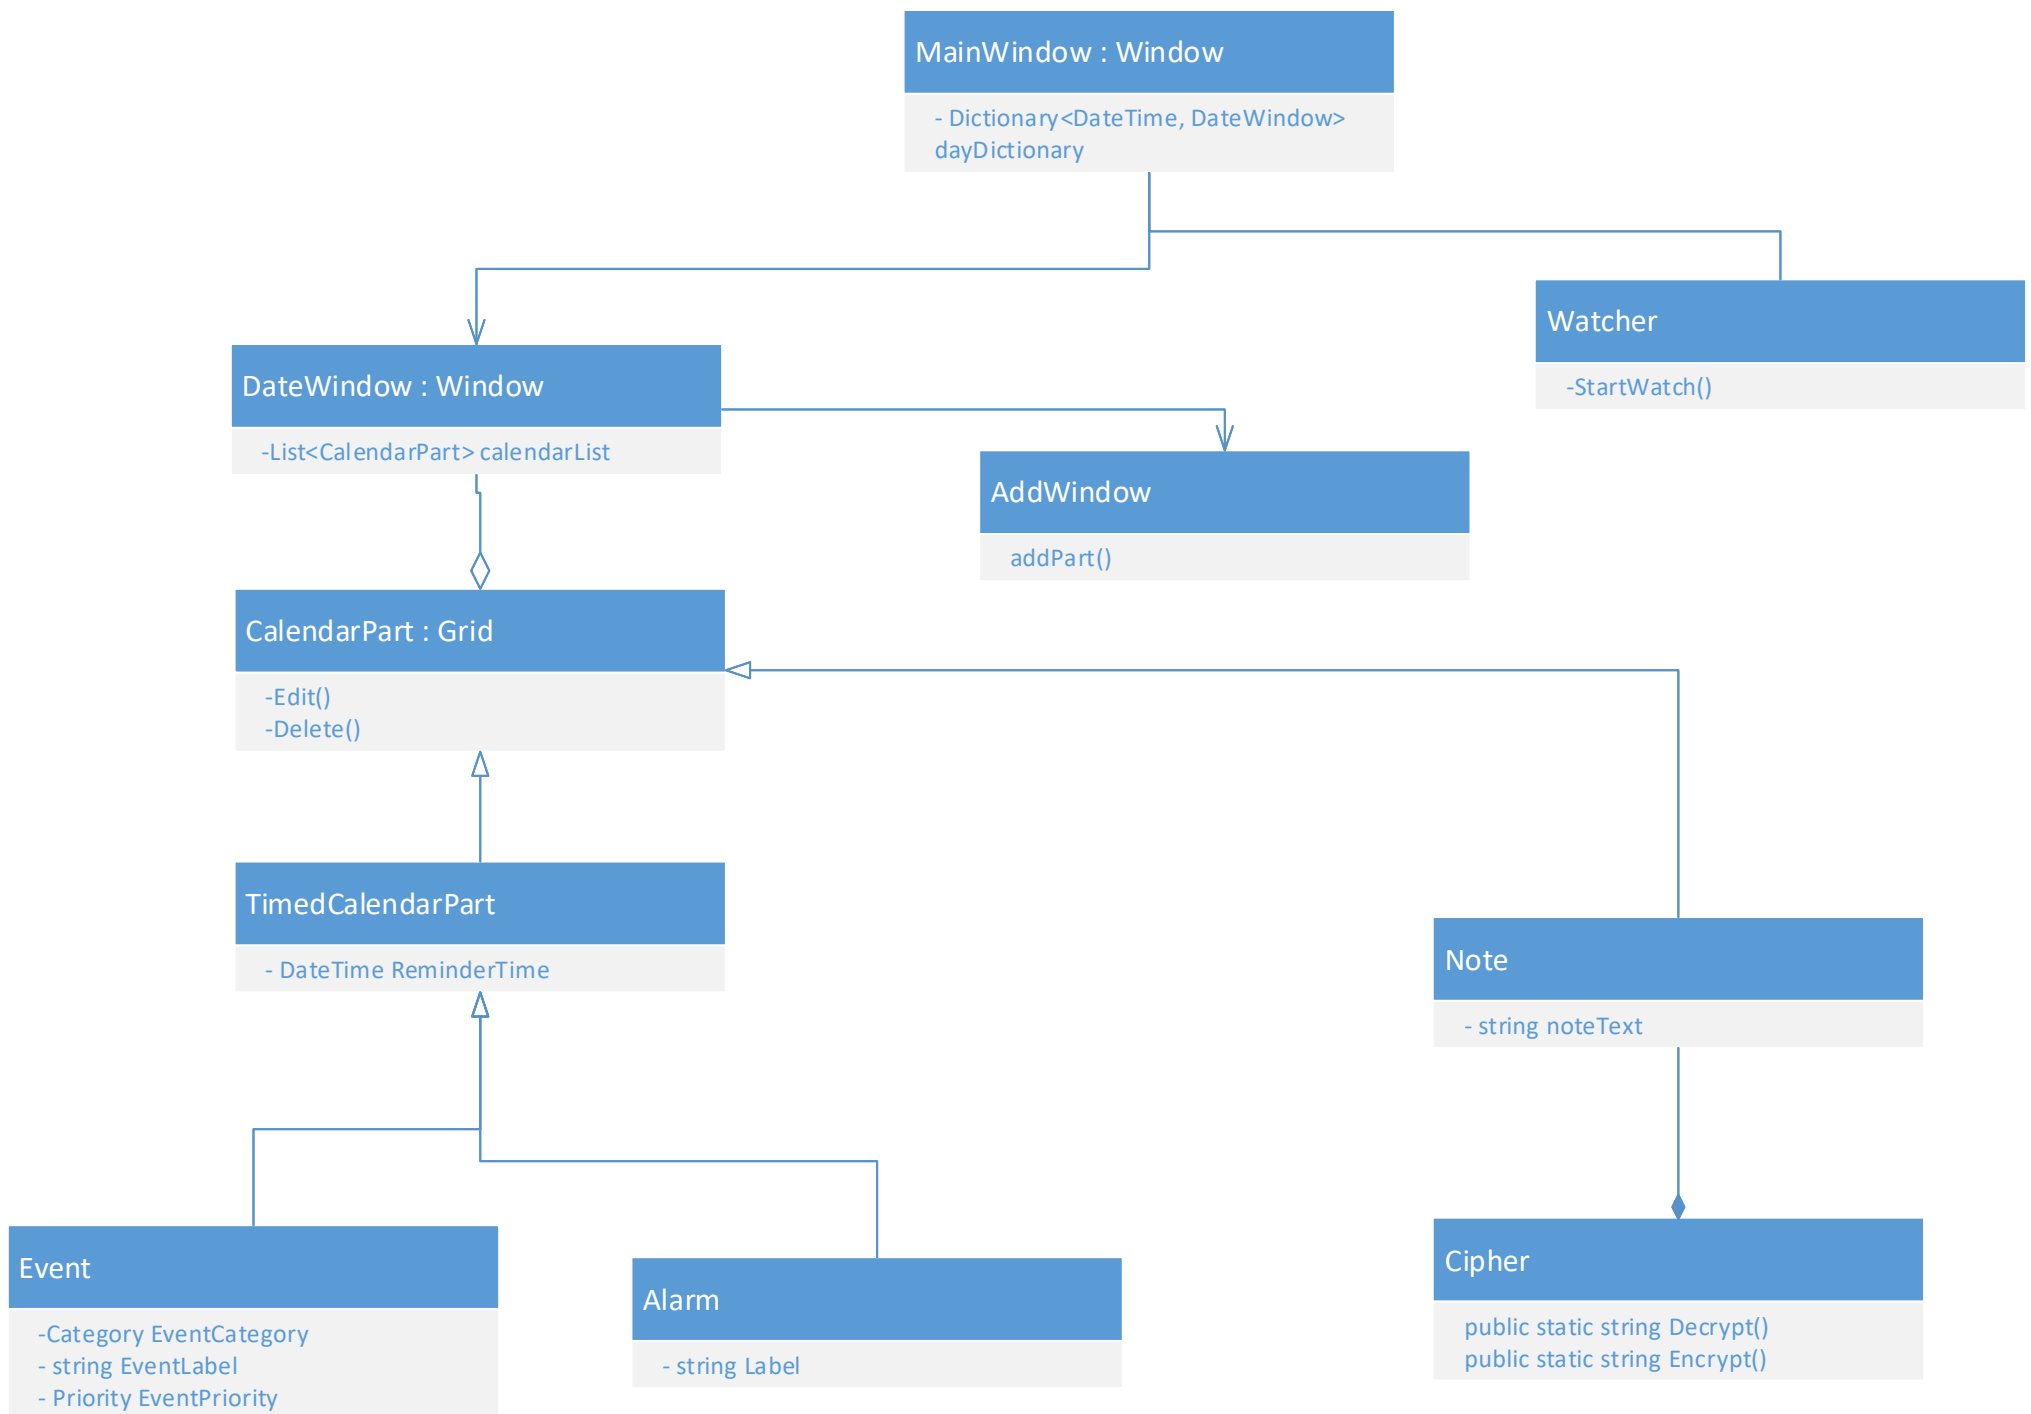 MainWindow : Window
- Dictionary<DateTime, DateWindow>
dayDictionary
Watcher
-StartWatch()
DateWindow : Window
-List<CalendarPart> calendarList
AddWindow
addPart()
CalendarPart : Grid
-Edit()
-Delete()
TimedCalendarPart
- DateTime ReminderTime
Note
- string noteText
Event
-Category EventCategory
- string EventLabel
- Priority EventPriority
Alarm
- string Label
Cipher
public static string Decrypt()
public static string Encrypt()